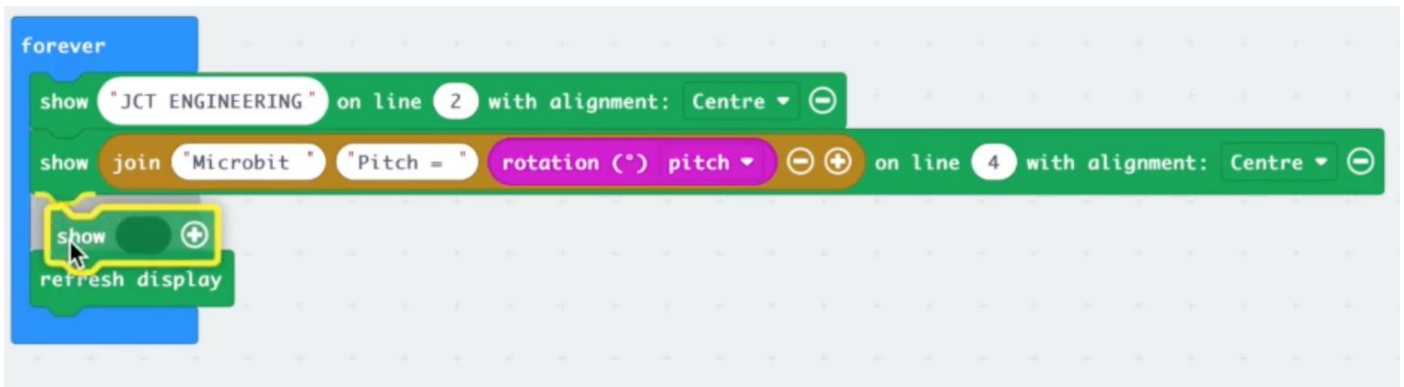 forever
show "JCT ENGINEERING" on line 2 with alignment: Centre
show join "Microbit " "Pitch = " rotation (°) pitch on line 4 with alignment: Centre
show
refresh display